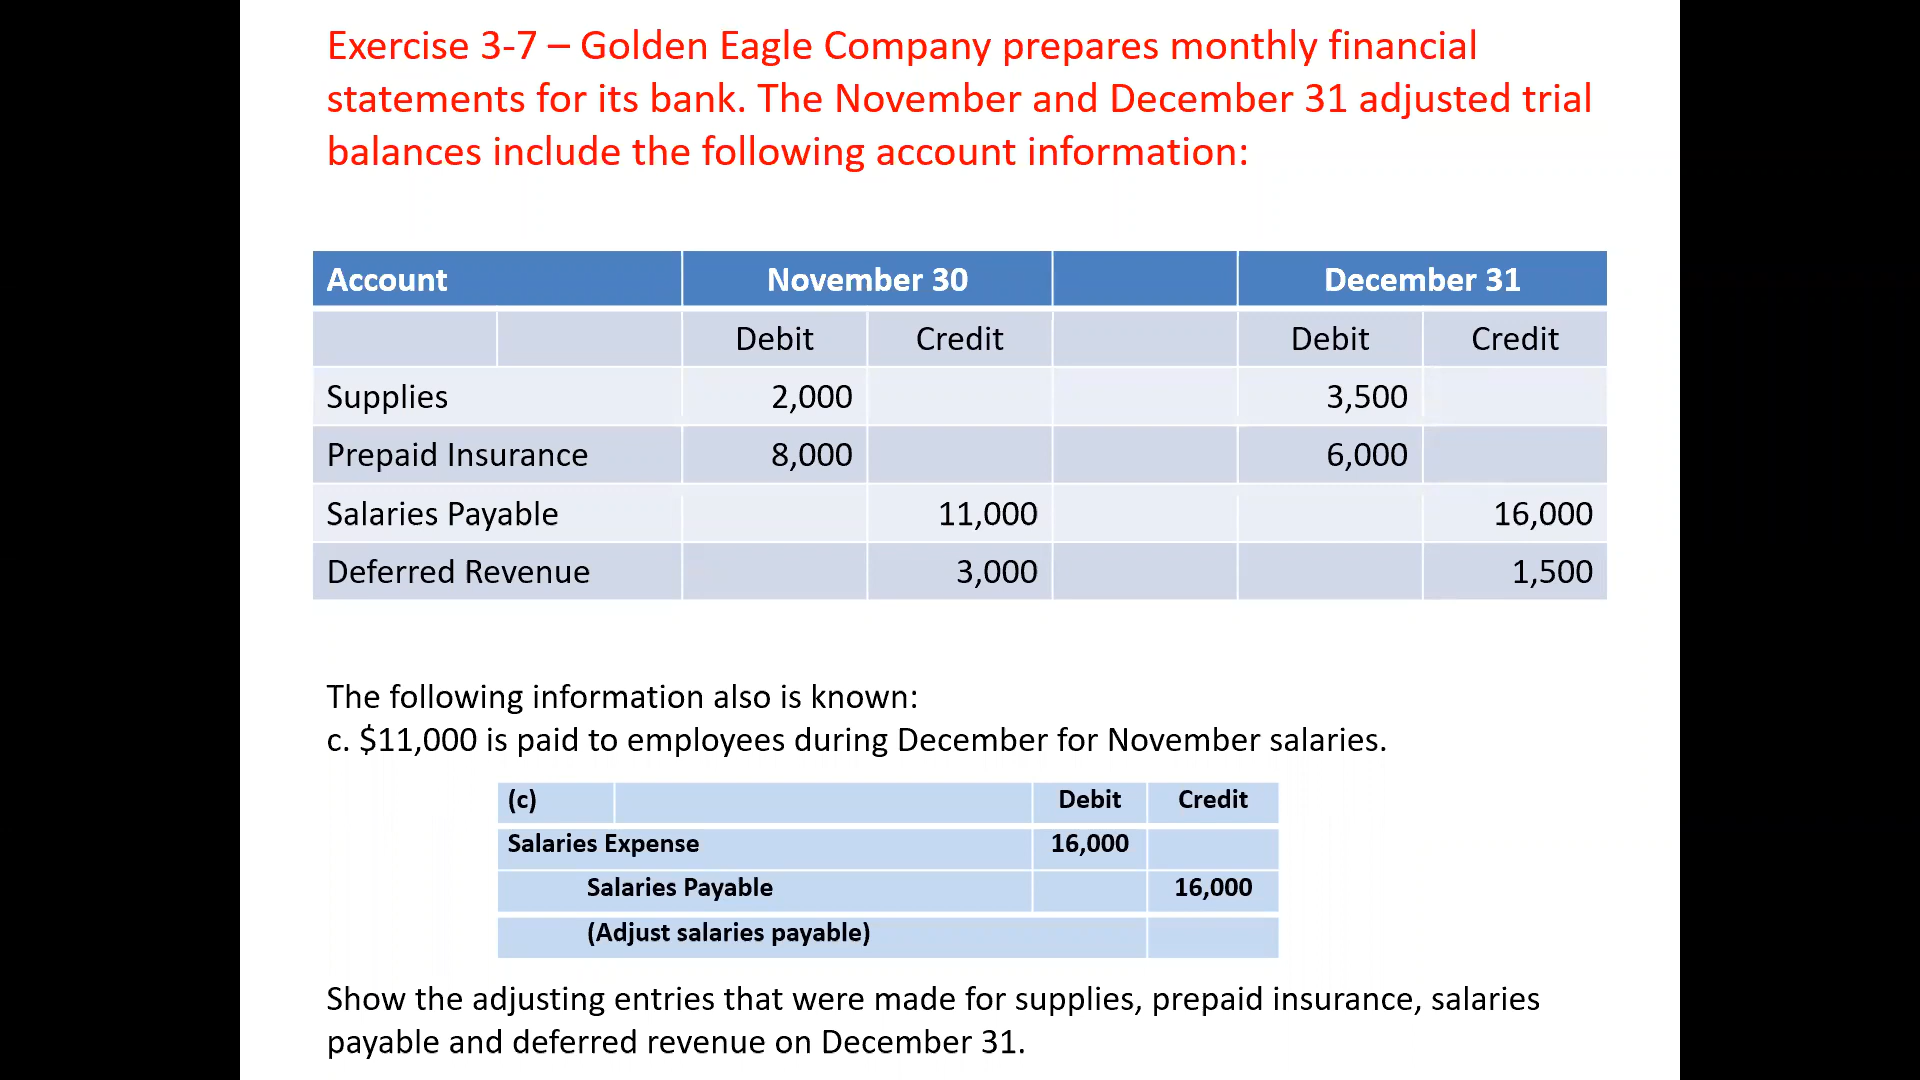 Exercise 3-7 – Golden Eagle Company prepares monthly financial
statements for its bank. The November and December 31 adjusted trial
balances include the following account information:
Account November 30 December 31
Debit Credit Debit Credit
Supplies 2,000 3,500
Prepaid Insurance 8,000 6,000
Salaries Payable 11,000 16,000
Deferred Revenue 3,000 1,500
The following information also is known:
c. $11,000 is paid to employees during December for November salaries.
(c) Debit Credit
Salaries Expense 16,000
Salaries Payable 16,000
(Adjust salaries payable)
Show the adjusting entries that were made for supplies, prepaid insurance, salaries
payable and deferred revenue on December 31.